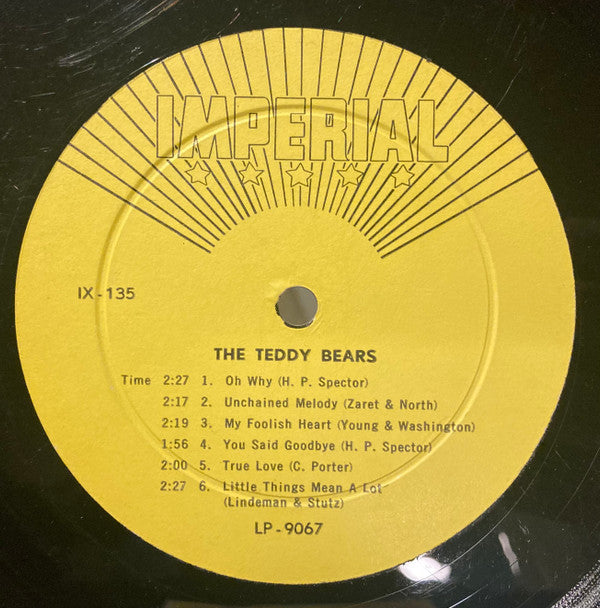 IMPERIAL
IX-135
THE TEDDY BEARS
Time 2:27 1. Oh Why (H. P. Spector)
2:17 2. Unchained Melody (Zaret & North)
2:19 3. My Foolish Heart (Young & Washington)
1:56 4. You Said Goodbye (H. P. Spector)
2:00 5. True Love (C. Porter)
2:27 6. Little Things Mean A Lot
(Lindeman & Stutz)
LP-9067